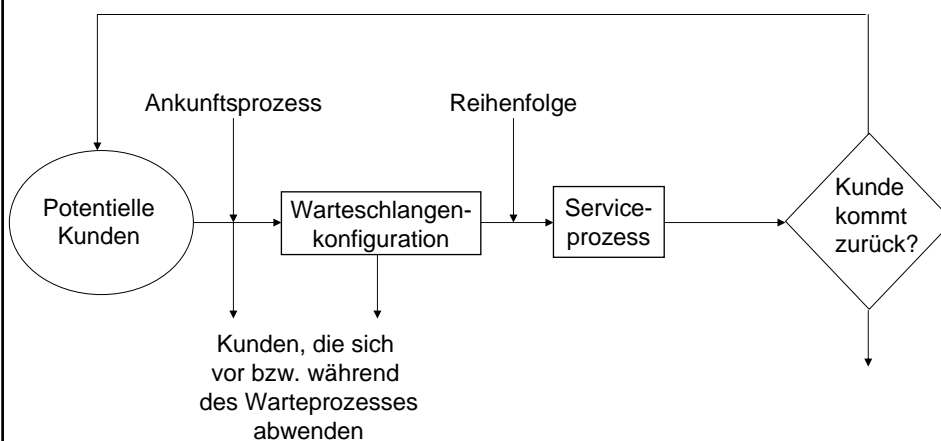 Ankunftsprozess
Reihenfolge
Potentielle
Kunden
Warteschlangen-
konfiguration
Service-
prozess
Kunde
kommt
zurück?
Kunden, die sich
vor bzw. während
des Warteprozesses
abwenden